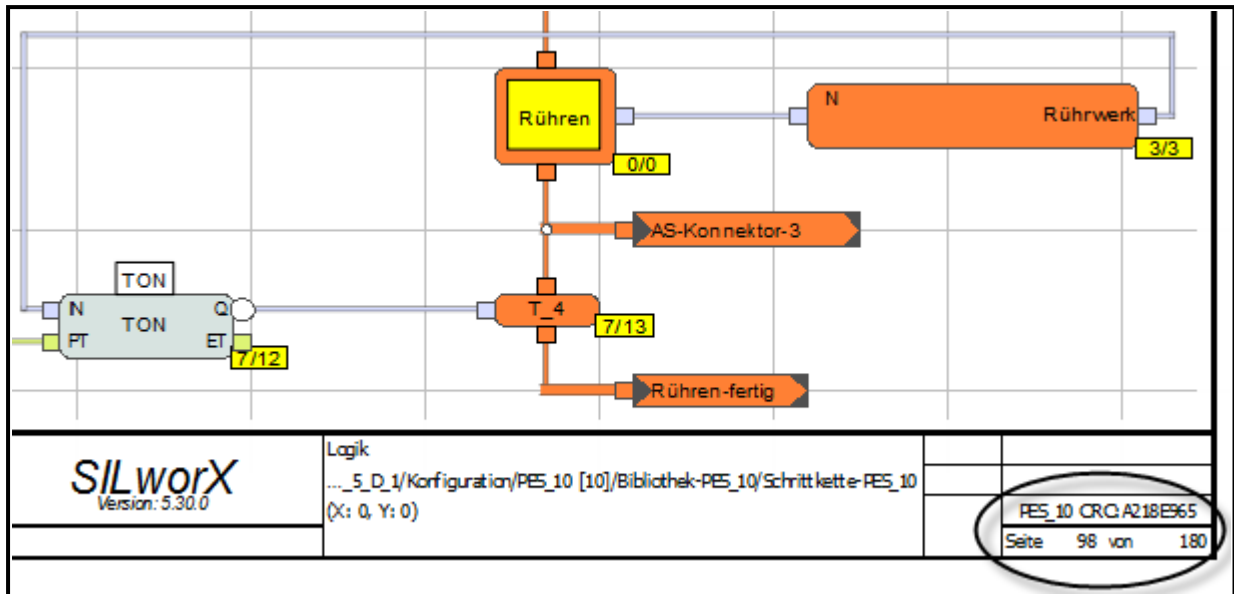 Rühren
0/0
N
Rührwerk
3/3
AS-Konnektor-3
TON
IN
Q
TON
PT
ET
7/12
T_4
7/13
Rühren-fertig
SILworX
Version: 5.30.0
Logik
..._5_D_1/Konfiguration/PES_10 [10]/Bibliothek-PES_10/Schrittkette-PES_10
(X: 0, Y: 0)
PES_10 CRC:A218E965
Seite 98 von 180